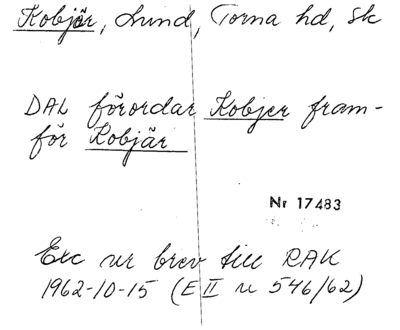 Kobjär, Lund, Torna hd, Sk
DAL förordar Kobjer fram-
för Kobjär
Nr 17483
Exc ur brev till RAK
1962-10-15 (E II u 546/62)